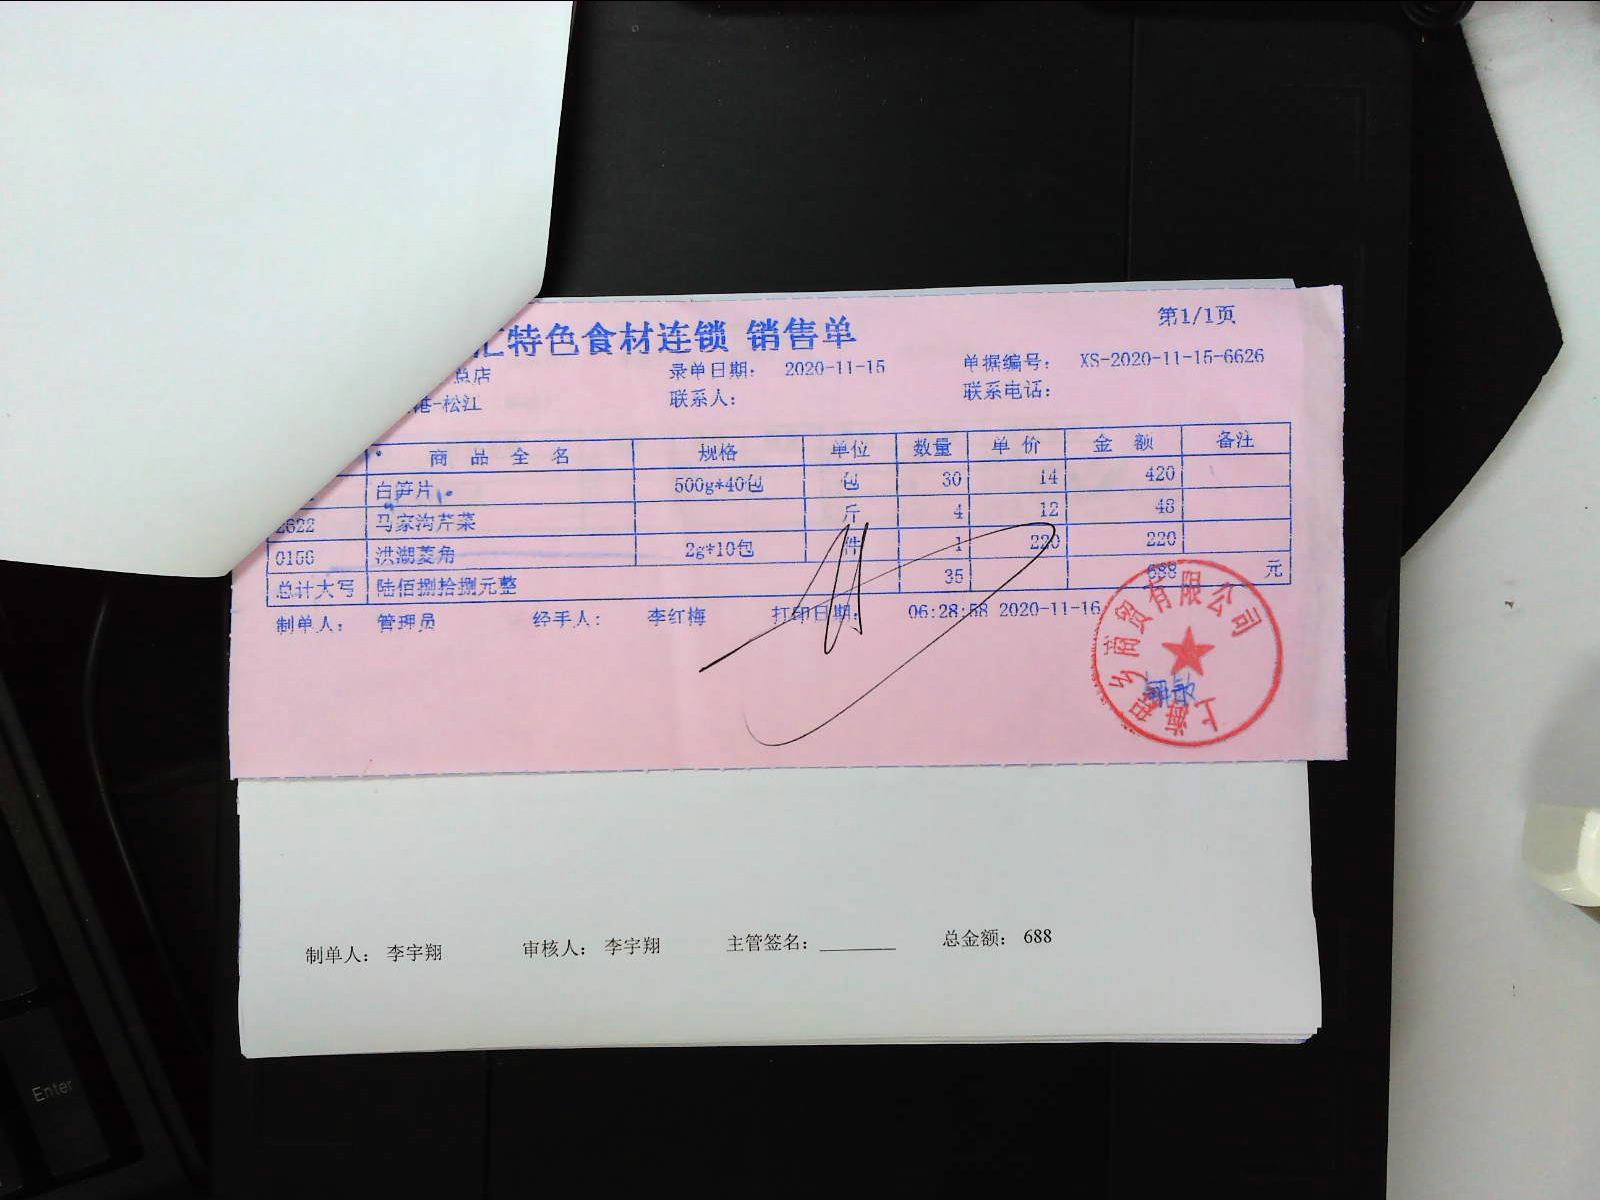 汇特色食材连锁 销售单
第1/1页
总店 录单日期： 2020-11-15 单据编号： XS-2020-11-15-6626
港-松江 联系人： 联系电话：
商 品 全 名 规格 单位 数量 单 价 金 额 备注
白笋片 500g*40包 包 30 14 420
2622 马家沟芹菜 斤 4 12 48
0156 洪湖菱角 2g*10包 件 1 220 220
总计大写 陆佰捌拾捌元整 35 688 元
制单人： 管理员 经手人： 李红梅 打印日期： 06:28:58 2020-11-16
上海 乡商贸有限公司
制单人： 李宇翔 审核人： 李宇翔 主管签名：________ 总金额： 688
Enter